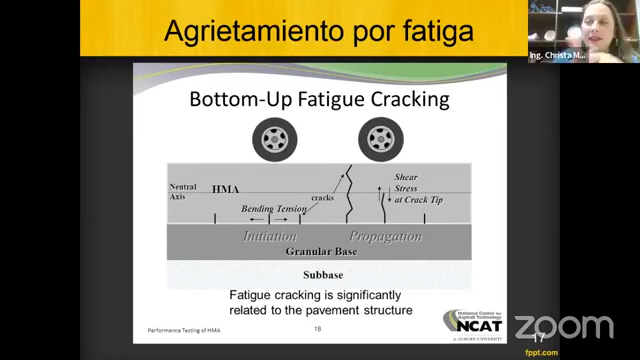 Agrietamiento por fatiga
Ing. Christa M...
Bottom-Up Fatigue Cracking
Neutral
Axis
HMA
cracks
Shear
Stress
at Crack Tip
Bending Tension
Initiation
Propagation
Granular Base
Subbase
Fatigue cracking is significantly
related to the pavement structure
Performance Testing of HMA
18
National Center for
Asphalt Technology
NCAT
at AUBURN UNIVERSITY
zoom
17
fppt.com